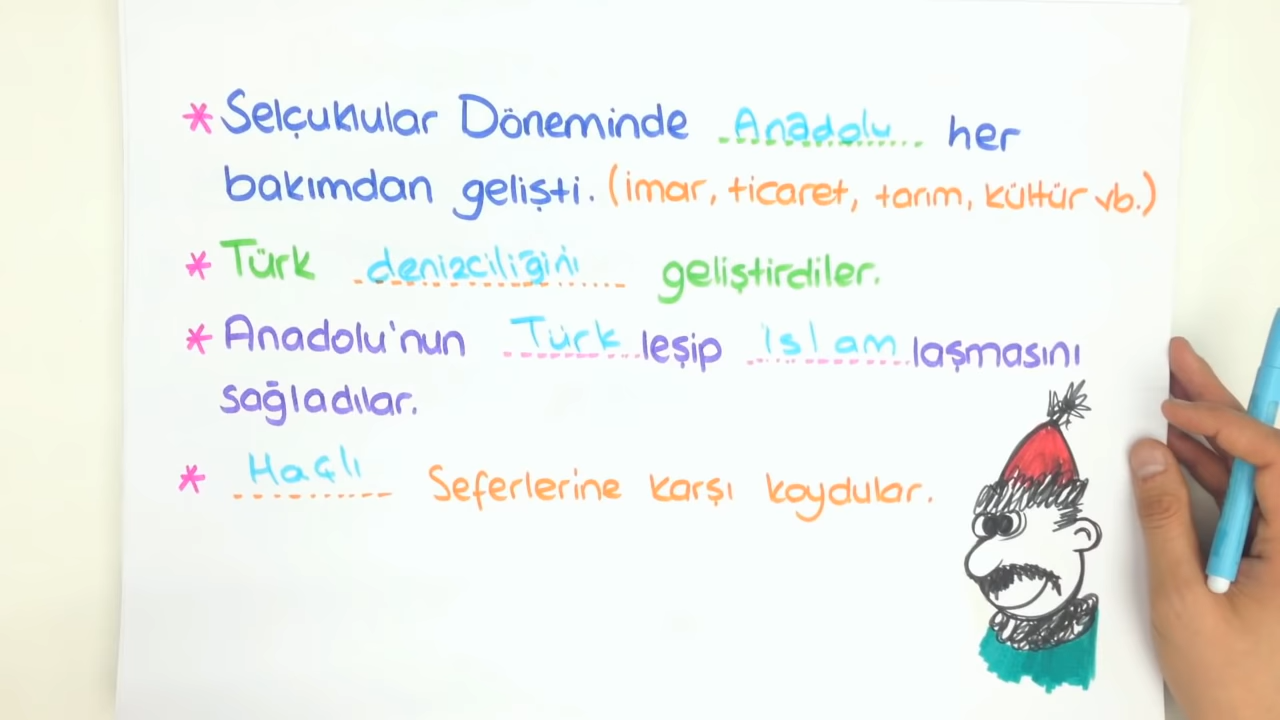 * Selçuklular Döneminde Anadolu her
bakımdan gelişti. (imar, ticaret, tarım, kültür vb.)
* Türk denizciliğini geliştirdiler.
* Anadolu'nun Türkleşip İslamlaşmasını
sağladılar.
* Haçlı Seferlerine karşı koydular.